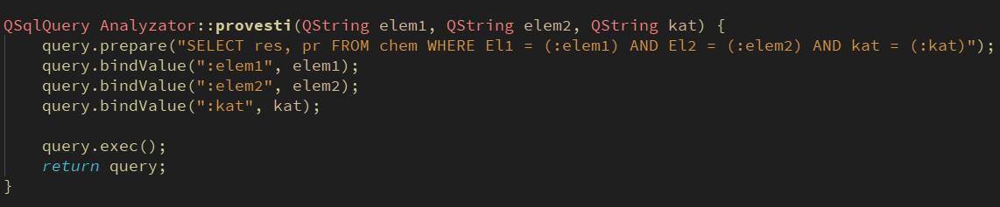 QSqlQuery Analyzator::provesti(QString elem1, QString elem2, QString kat) {
    query.prepare("SELECT res, pr FROM chem WHERE El1 = (:elem1) AND El2 = (:elem2) AND kat = (:kat)");
    query.bindValue(":elem1", elem1);
    query.bindValue(":elem2", elem2);
    query.bindValue(":kat", kat);

    query.exec();
    return query;
}